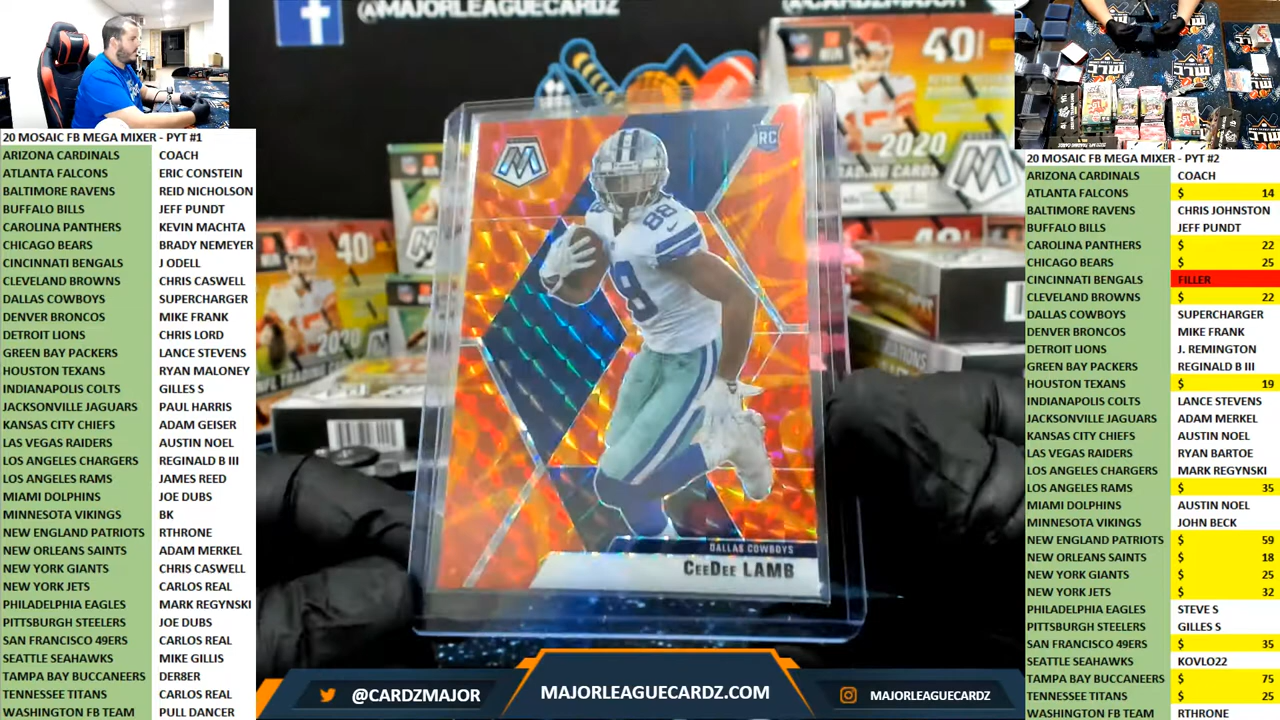 @MAJORLEAGUECARDZ
@CARDZMAJOR
20 MOSAIC FB MEGA MIXER - PYT #1
ARIZONA CARDINALS COACH
ATLANTA FALCONS ERIC CONSTEIN
BALTIMORE RAVENS REID NICHOLSON
BUFFALO BILLS JEFF PUNDT
CAROLINA PANTHERS KEVIN MACHTA
CHICAGO BEARS BRADY NEMEYER
CINCINNATI BENGALS J ODELL
CLEVELAND BROWNS CHRIS CASWELL
DALLAS COWBOYS SUPERCHARGER
DENVER BRONCOS MIKE FRANK
DETROIT LIONS CHRIS LORD
GREEN BAY PACKERS LANCE STEVENS
HOUSTON TEXANS RYAN MALONEY
INDIANAPOLIS COLTS GILLES S
JACKSONVILLE JAGUARS PAUL HARRIS
KANSAS CITY CHIEFS ADAM GEISER
LAS VEGAS RAIDERS AUSTIN NOEL
LOS ANGELES CHARGERS REGINALD B III
LOS ANGELES RAMS JAMES REED
MIAMI DOLPHINS JOE DUBS
MINNESOTA VIKINGS BK
NEW ENGLAND PATRIOTS RTHRONE
NEW ORLEANS SAINTS ADAM MERKEL
NEW YORK GIANTS CHRIS CASWELL
NEW YORK JETS CARLOS REAL
PHILADELPHIA EAGLES MARK REGYNSKI
PITTSBURGH STEELERS JOE DUBS
SAN FRANCISCO 49ERS CARLOS REAL
SEATTLE SEAHAWKS MIKE GILLIS
TAMPA BAY BUCCANEERS DER8ER
TENNESSEE TITANS CARLOS REAL
WASHINGTON FB TEAM PULL DANCER
40
2020
M
40
2020
M
RC
88
8
DALLAS COWBOYS
CEEDEE LAMB
20 MOSAIC FB MEGA MIXER - PYT #2
ARIZONA CARDINALS COACH
ATLANTA FALCONS $ 14
BALTIMORE RAVENS CHRIS JOHNSTON
BUFFALO BILLS JEFF PUNDT
CAROLINA PANTHERS $ 22
CHICAGO BEARS $ 25
CINCINNATI BENGALS FILLER
CLEVELAND BROWNS $ 22
DALLAS COWBOYS SUPERCHARGER
DENVER BRONCOS MIKE FRANK
DETROIT LIONS J. REMINGTON
GREEN BAY PACKERS REGINALD B III
HOUSTON TEXANS $ 19
INDIANAPOLIS COLTS LANCE STEVENS
JACKSONVILLE JAGUARS ADAM MERKEL
KANSAS CITY CHIEFS AUSTIN NOEL
LAS VEGAS RAIDERS RYAN BARTOE
LOS ANGELES CHARGERS MARK REGYNSKI
LOS ANGELES RAMS $ 35
MIAMI DOLPHINS AUSTIN NOEL
MINNESOTA VIKINGS JOHN BECK
NEW ENGLAND PATRIOTS $ 59
NEW ORLEANS SAINTS $ 18
NEW YORK GIANTS $ 25
NEW YORK JETS $ 32
PHILADELPHIA EAGLES STEVE S
PITTSBURGH STEELERS GILLES S
SAN FRANCISCO 49ERS $ 35
SEATTLE SEAHAWKS KOVLO22
TAMPA BAY BUCCANEERS $ 75
TENNESSEE TITANS $ 25
WASHINGTON FB TEAM RTHRONE
@CARDZMAJOR
MAJORLEAGUECARDZ.COM
MAJORLEAGUECARDZ